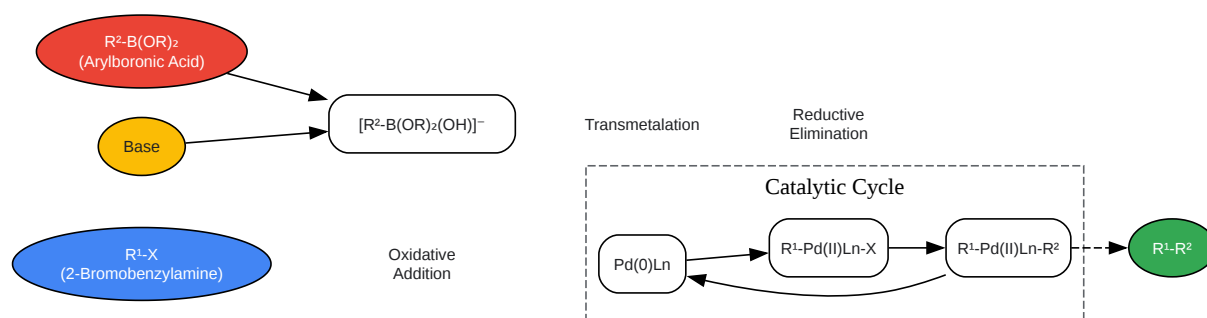 R²-B(OR)₂
(Arylboronic Acid)
Base
[R²-B(OR)₂(OH)]⁻
Transmetalation
Reductive
Elimination
Catalytic Cycle
R¹-X
(2-Bromobenzylamine)
Oxidative
Addition
Pd(0)Ln
R¹-Pd(II)Ln-X
R¹-Pd(II)Ln-R²
R¹-R²